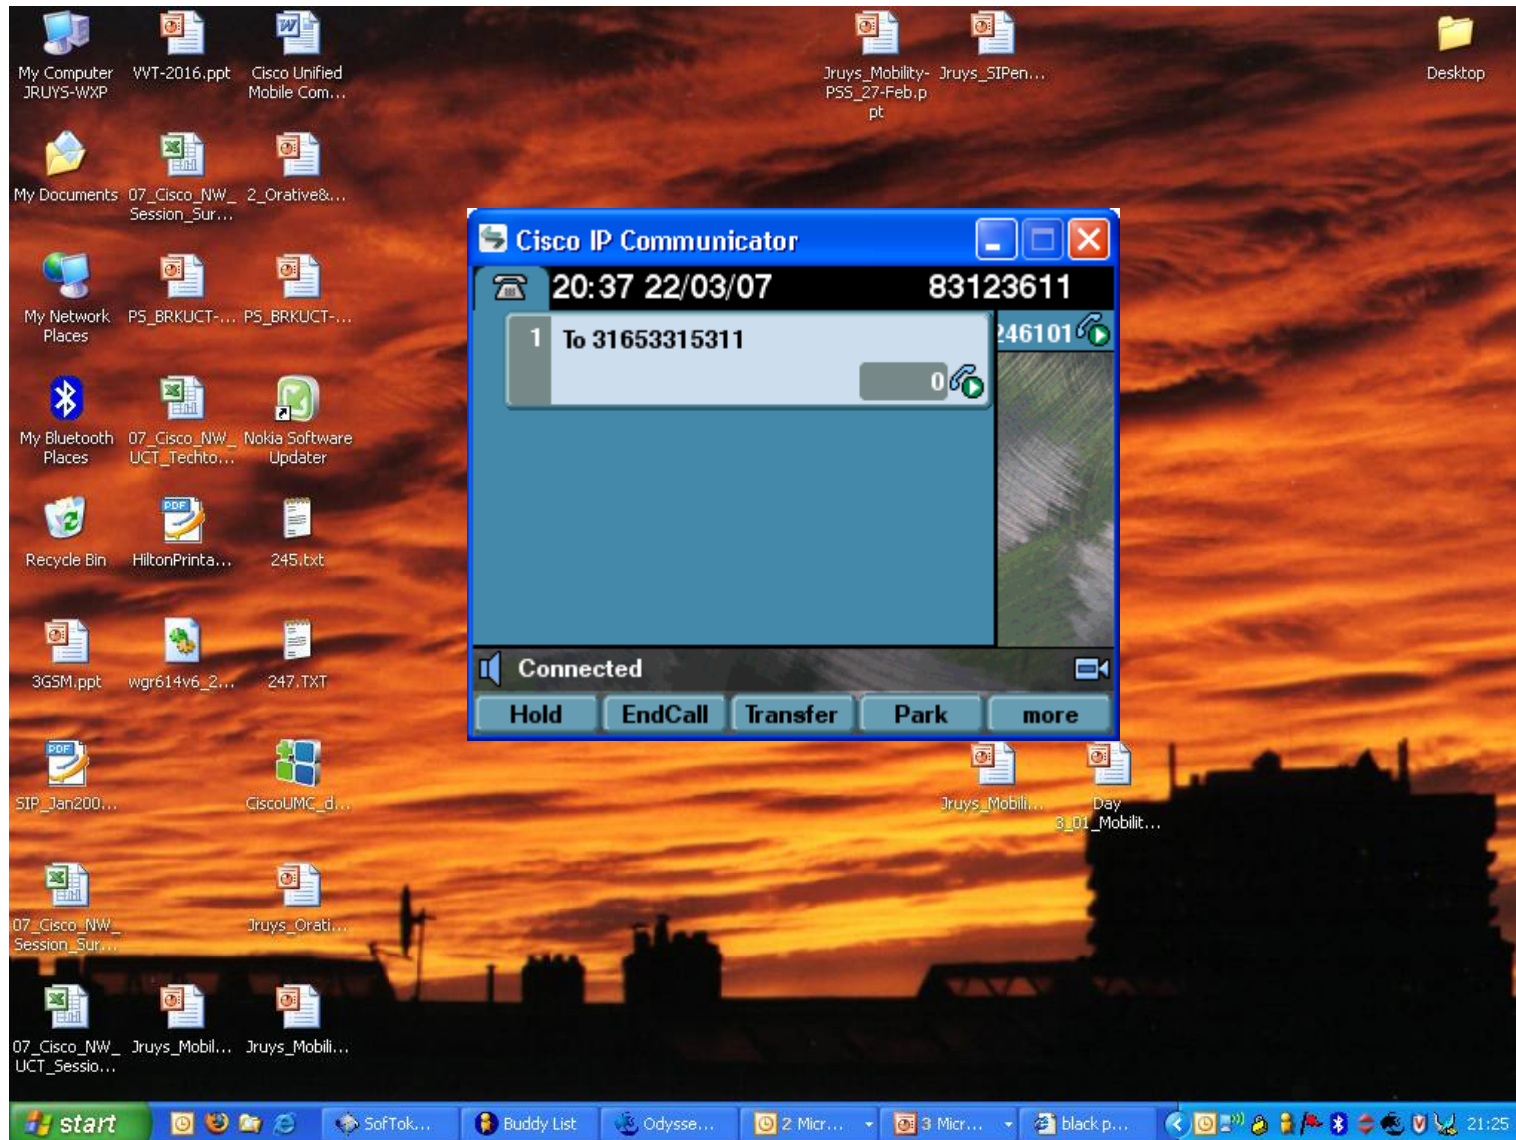 My Computer
JRUYS-WXP
VVT-2016.ppt
Cisco Unified
Mobile Com...
Jruys_Mobility-
PSS_27-Feb.p
pt
Jruys_SIPen...
Desktop
My Documents
07_Cisco_NW_
Session_Sur...
2_Orative&...
My Network
Places
PS_BRKUCT-...
PS_BRKUCT-...
My Bluetooth
Places
07_Cisco_NW_
UCT_Techto...
Nokia Software
Updater
Recycle Bin
HiltonPrinta...
245.txt
3GSM.ppt
wgr614v6_2...
247.TXT
SIP_Jan200...
CiscoUMC_d...
07_Cisco_NW_
Session_Sur...
Jruys_Orati...
07_Cisco_NW_
UCT_Sessio...
Jruys_Mobil...
Jruys_Mobili...
Cisco IP Communicator
20:37 22/03/07
83123611
1 To 31653315311
246101
0
Connected
Hold
EndCall
Transfer
Park
more
Jruys_Mobili...
Day
3_01_Mobilit...
start
SofTok...
Buddy List
Odysse...
2 Micr...
3 Micr...
black p...
21:25